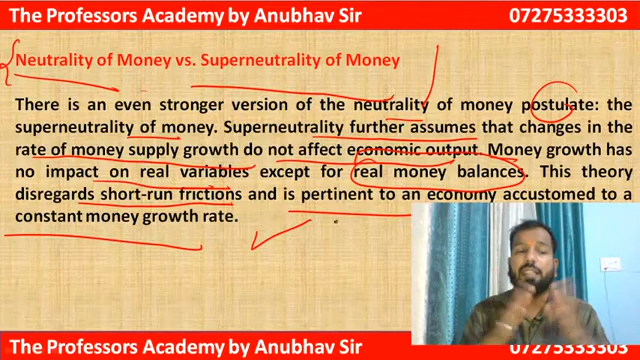 The Professors Academy by Anubhav Sir 07275333303
Neutrality of Money vs. Superneutrality of Money
There is an even stronger version of the neutrality of money postulate: the
superneutrality of money. Superneutrality further assumes that changes in the
rate of money supply growth do not affect economic output. Money growth has
no impact on real variables except for real money balances. This theory
disregards short-run frictions and is pertinent to an economy accustomed to a
constant money growth rate.
The Professors Academy by Anubhav Sir 07275333303